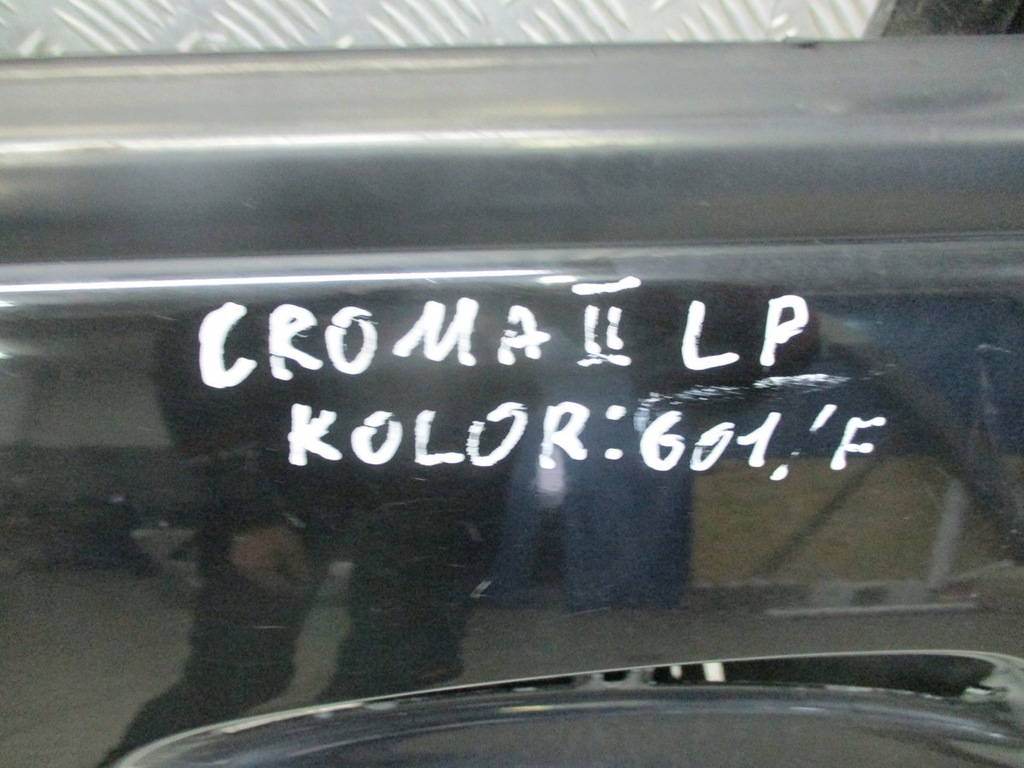 CROMA II LP
KOLOR: 601/F